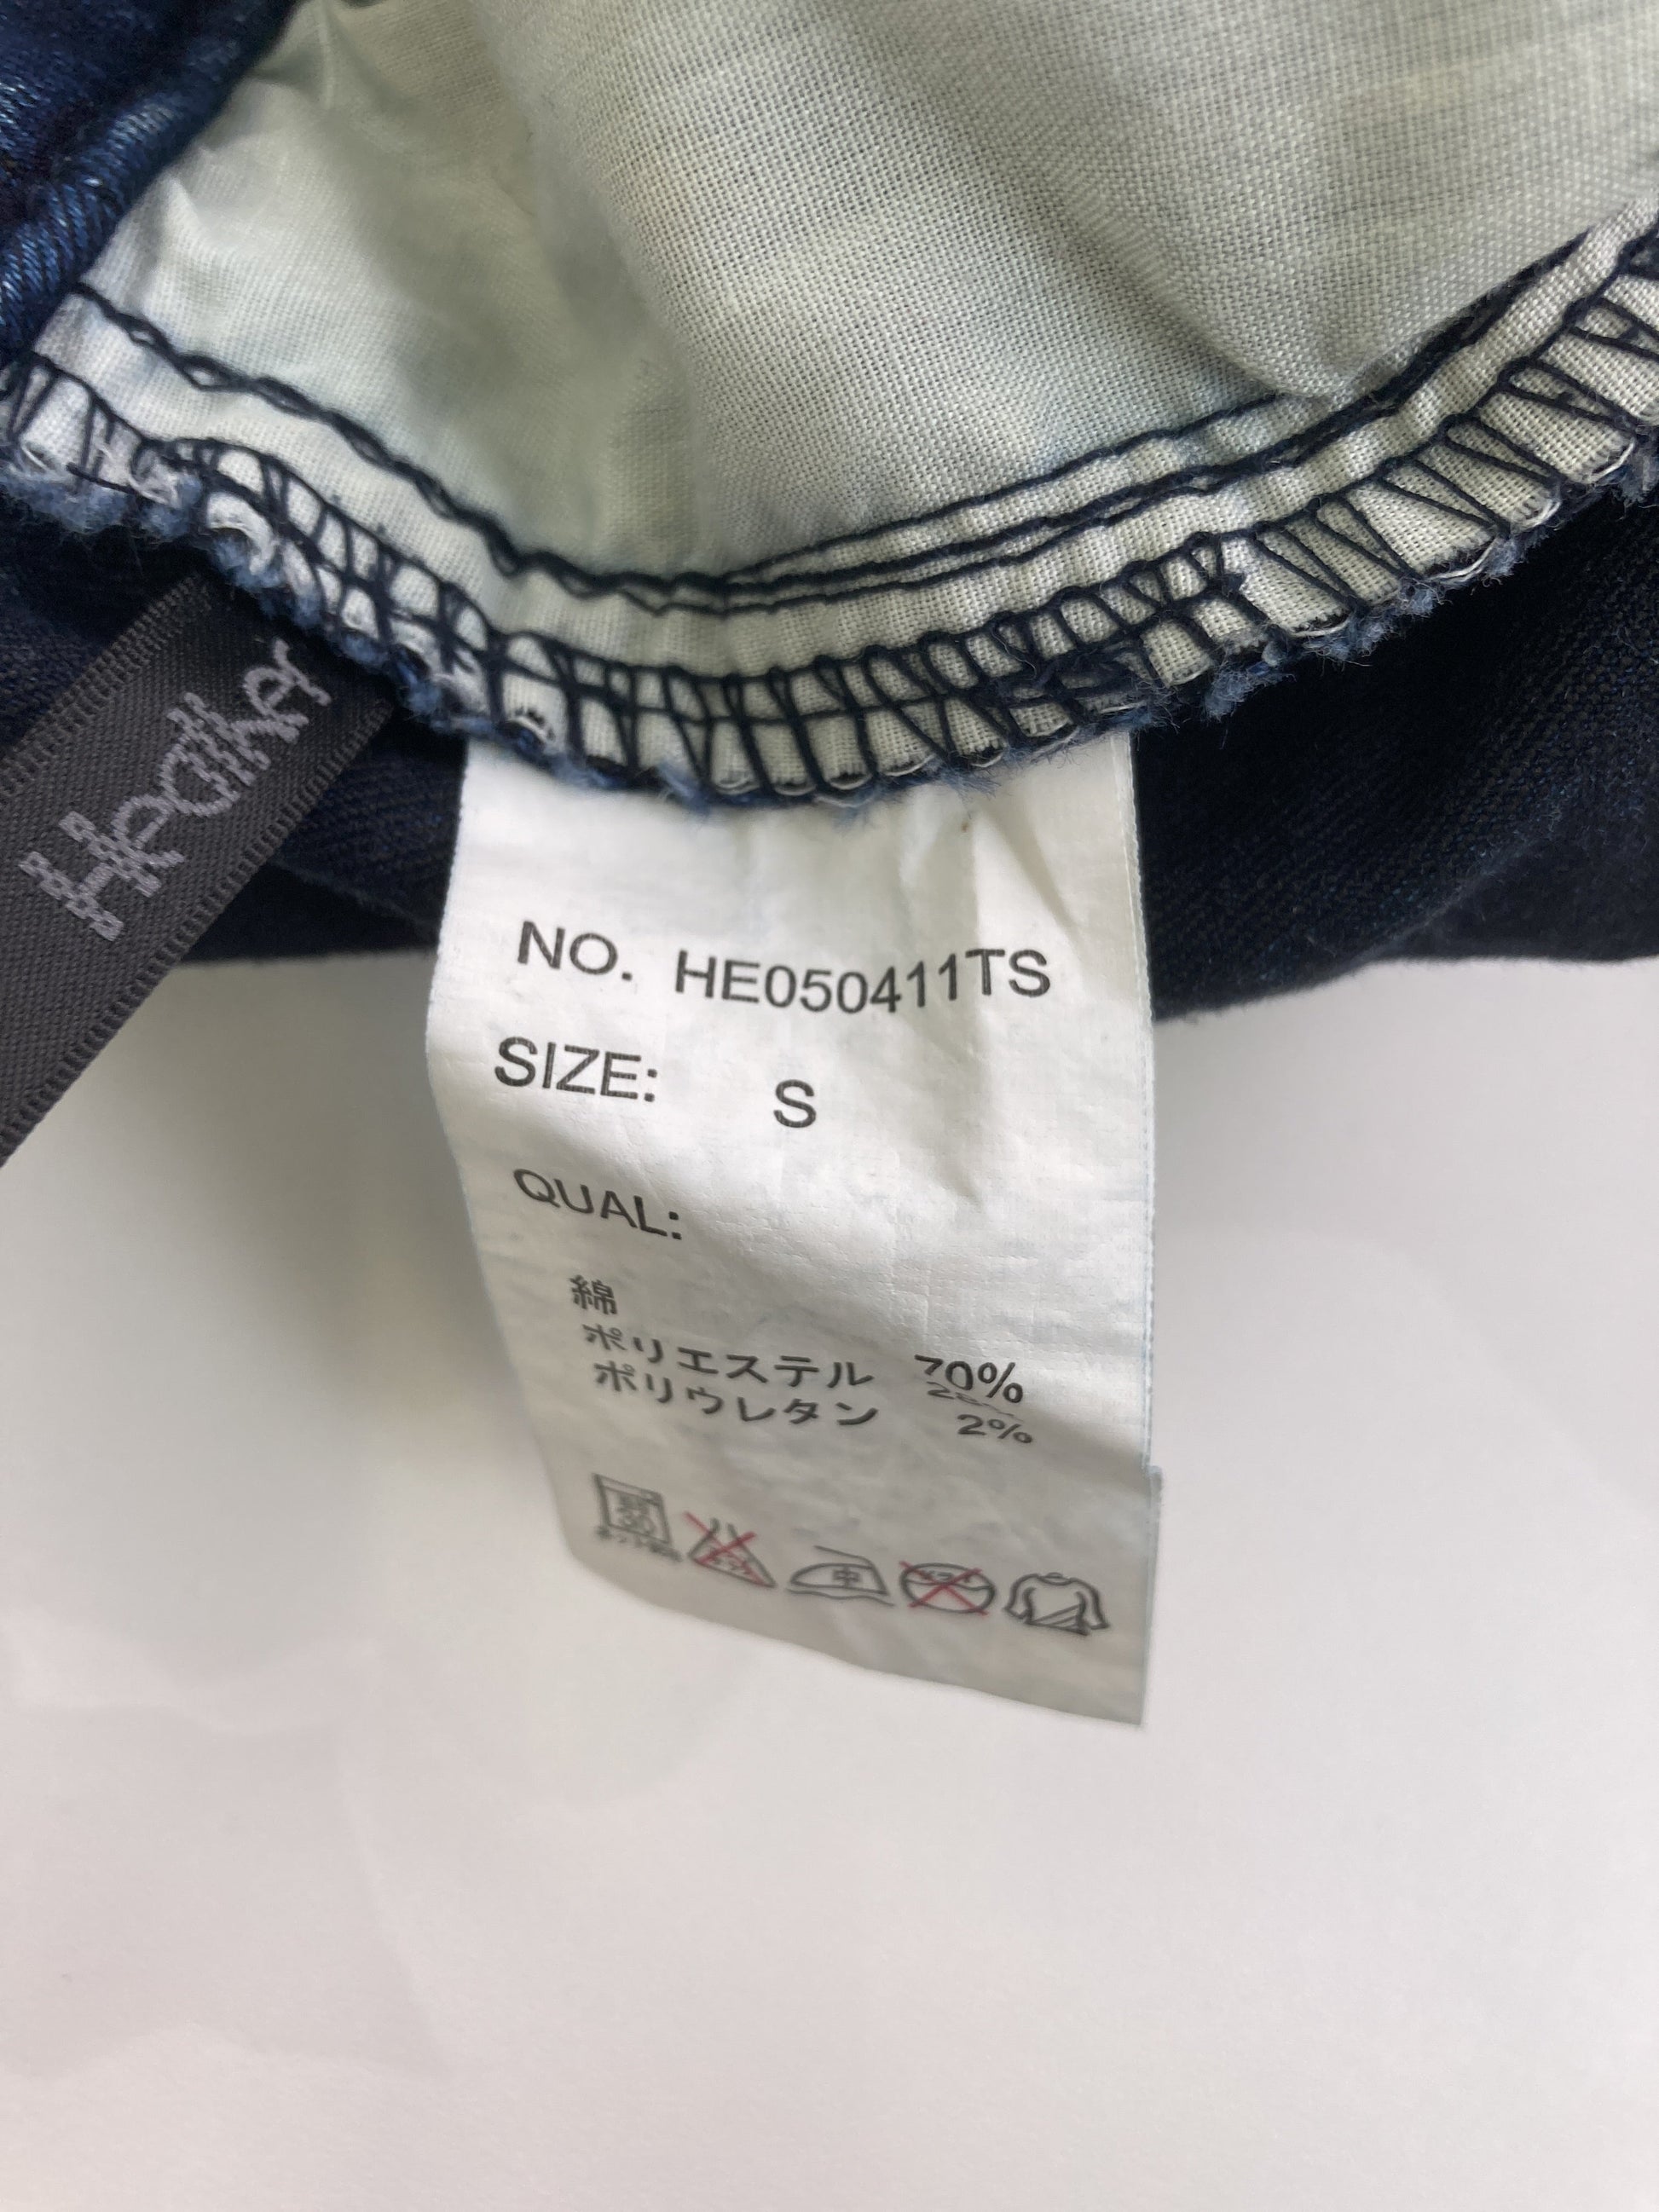 Heather
NO. HE050411TS
SIZE: S
QUAL:
綿 70%
ポリエステル
ポリウレタン 2%
中